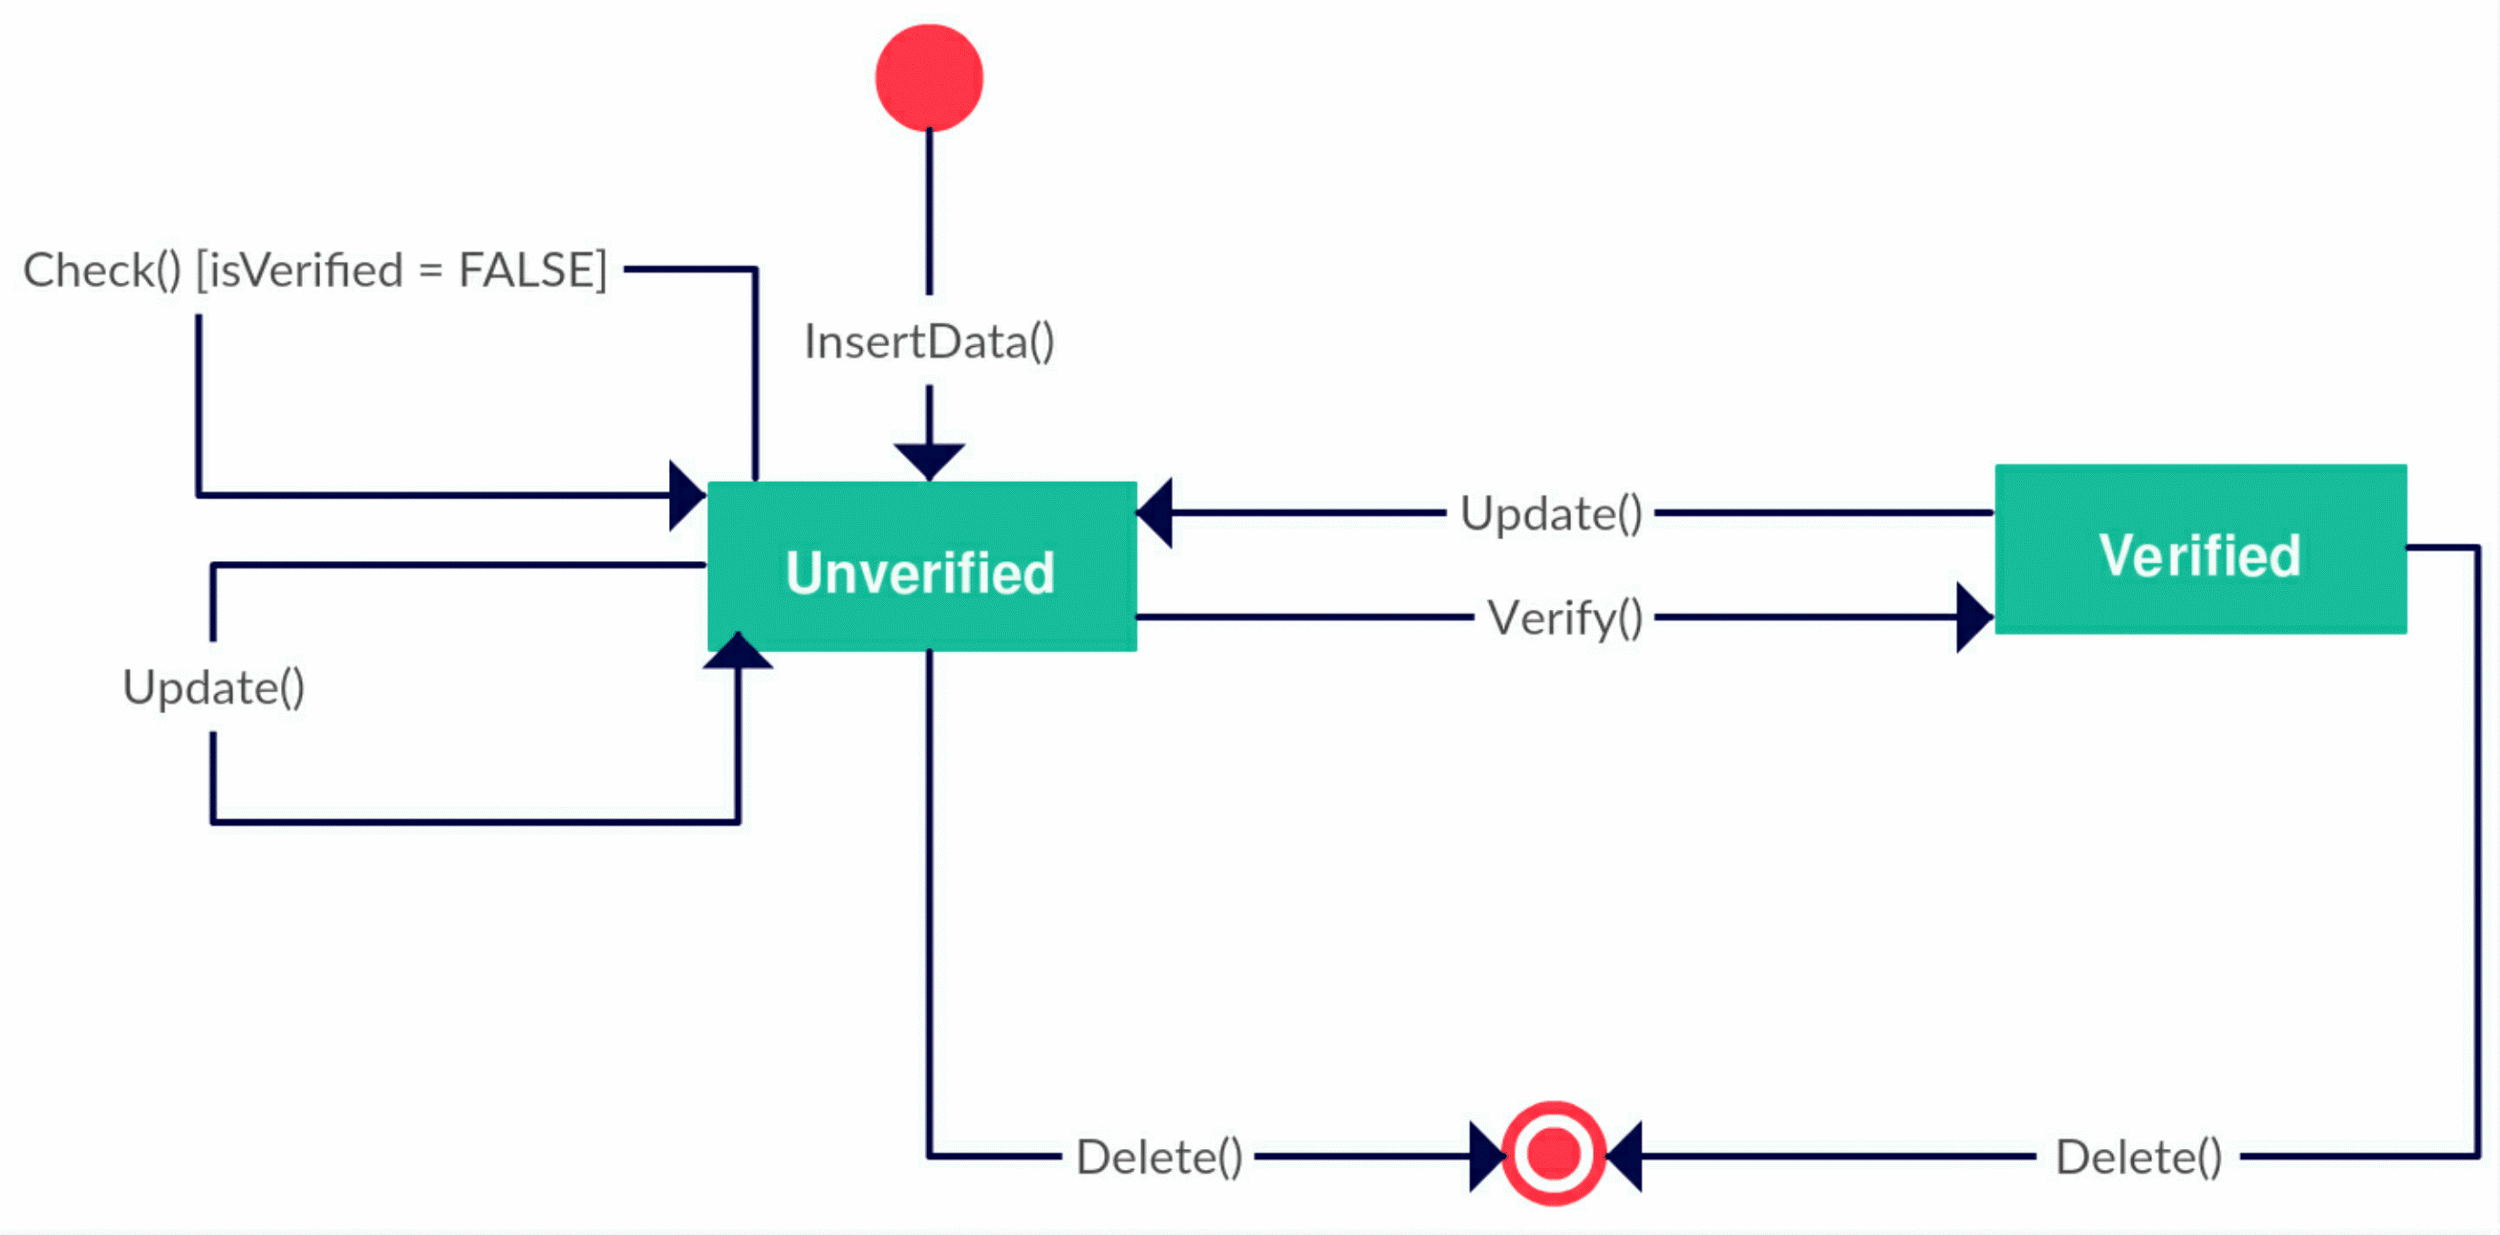 Check() [isVerified = FALSE]
InsertData()
Update()
Unverified
Verified
Verify()
Update()
Delete()
Delete()